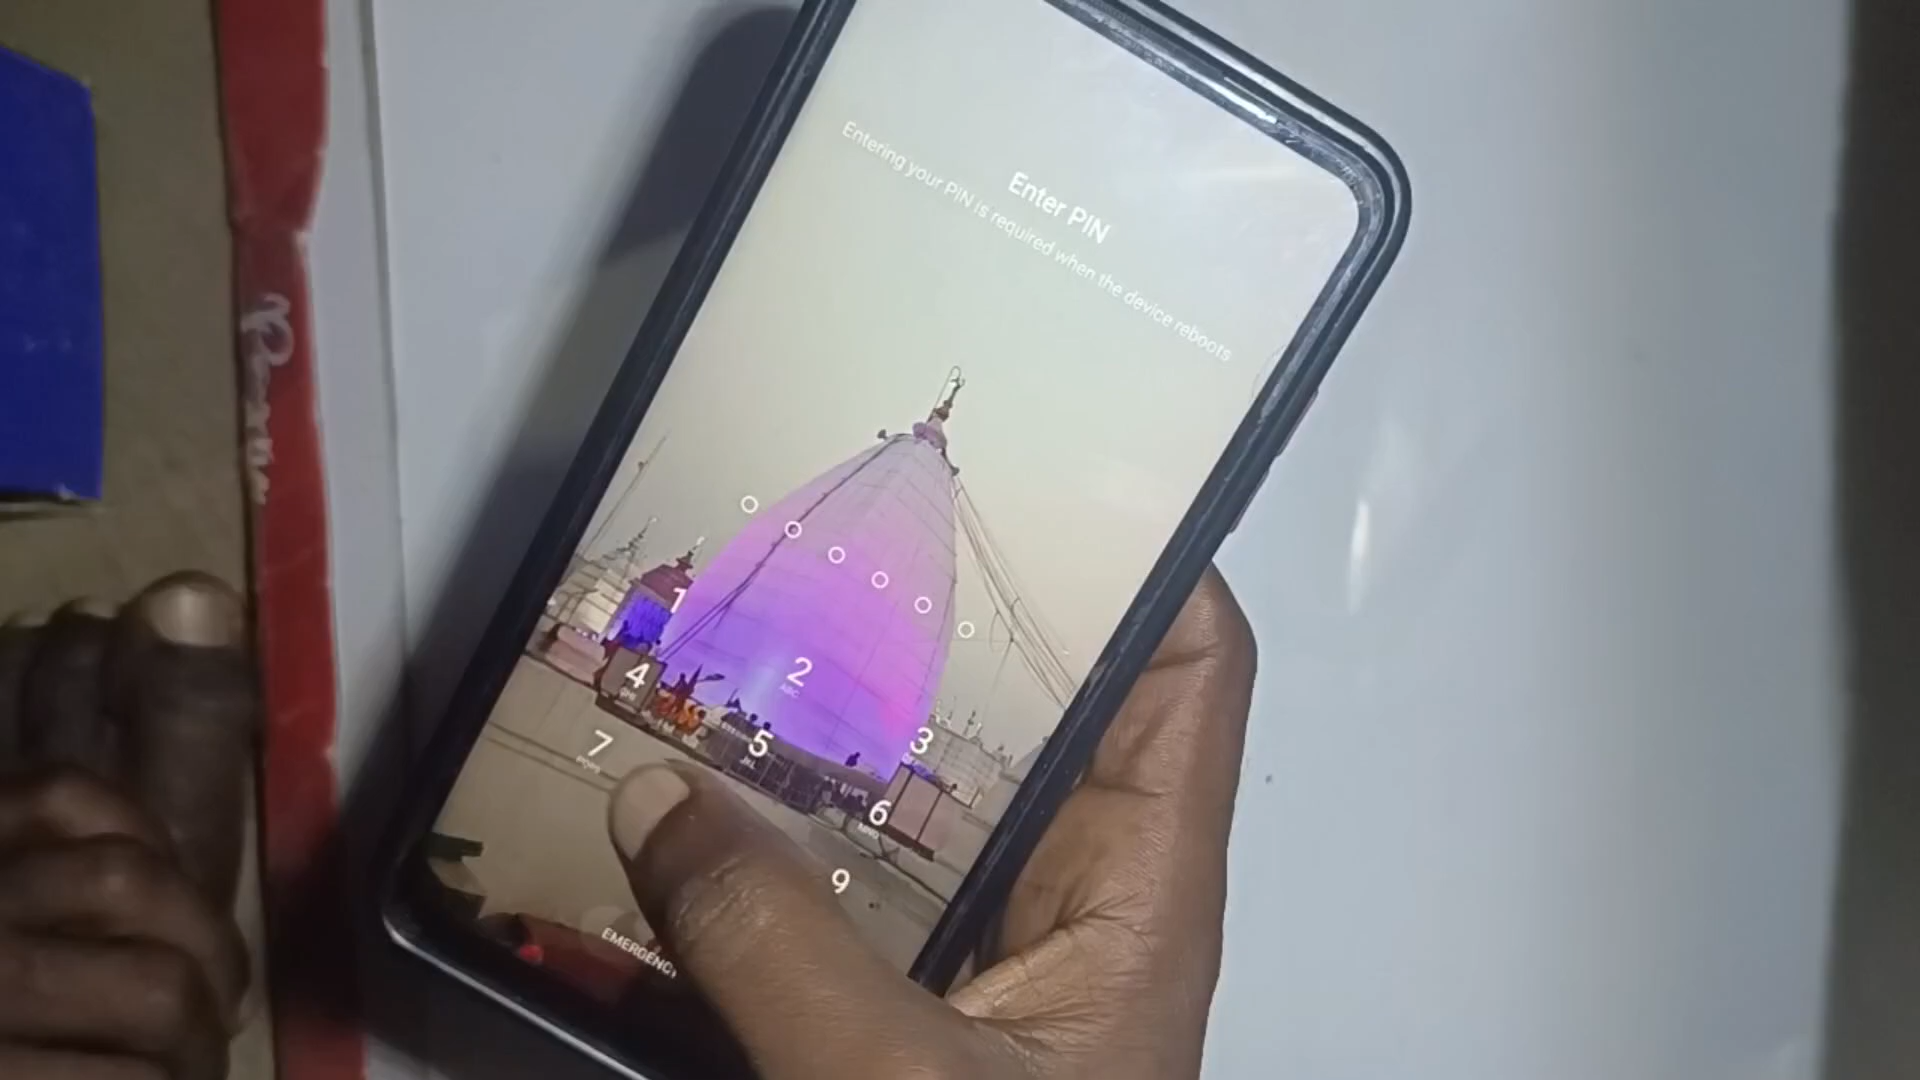 Enter PIN
Entering your PIN is required when the device reboots
1
2
ABC
3
4
GHI
5
JKL
6
MNO
7
PQRS
9
EMERGENCY